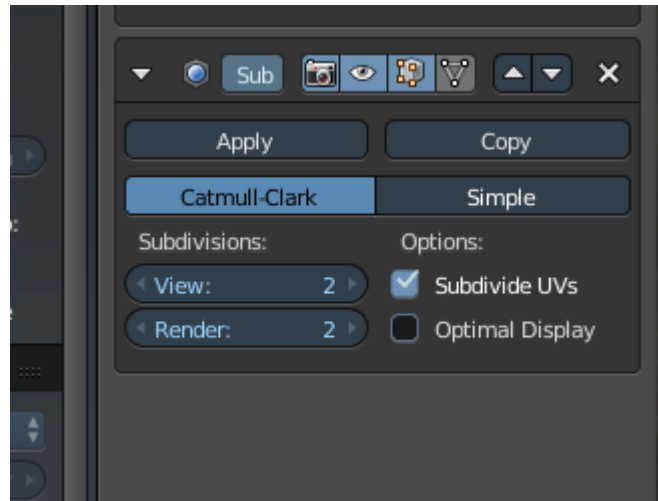 Sub
Apply Copy
Catmull-Clark Simple
Subdivisions: Options:
View: 2 Subdivide UVs
Render: 2 Optimal Display